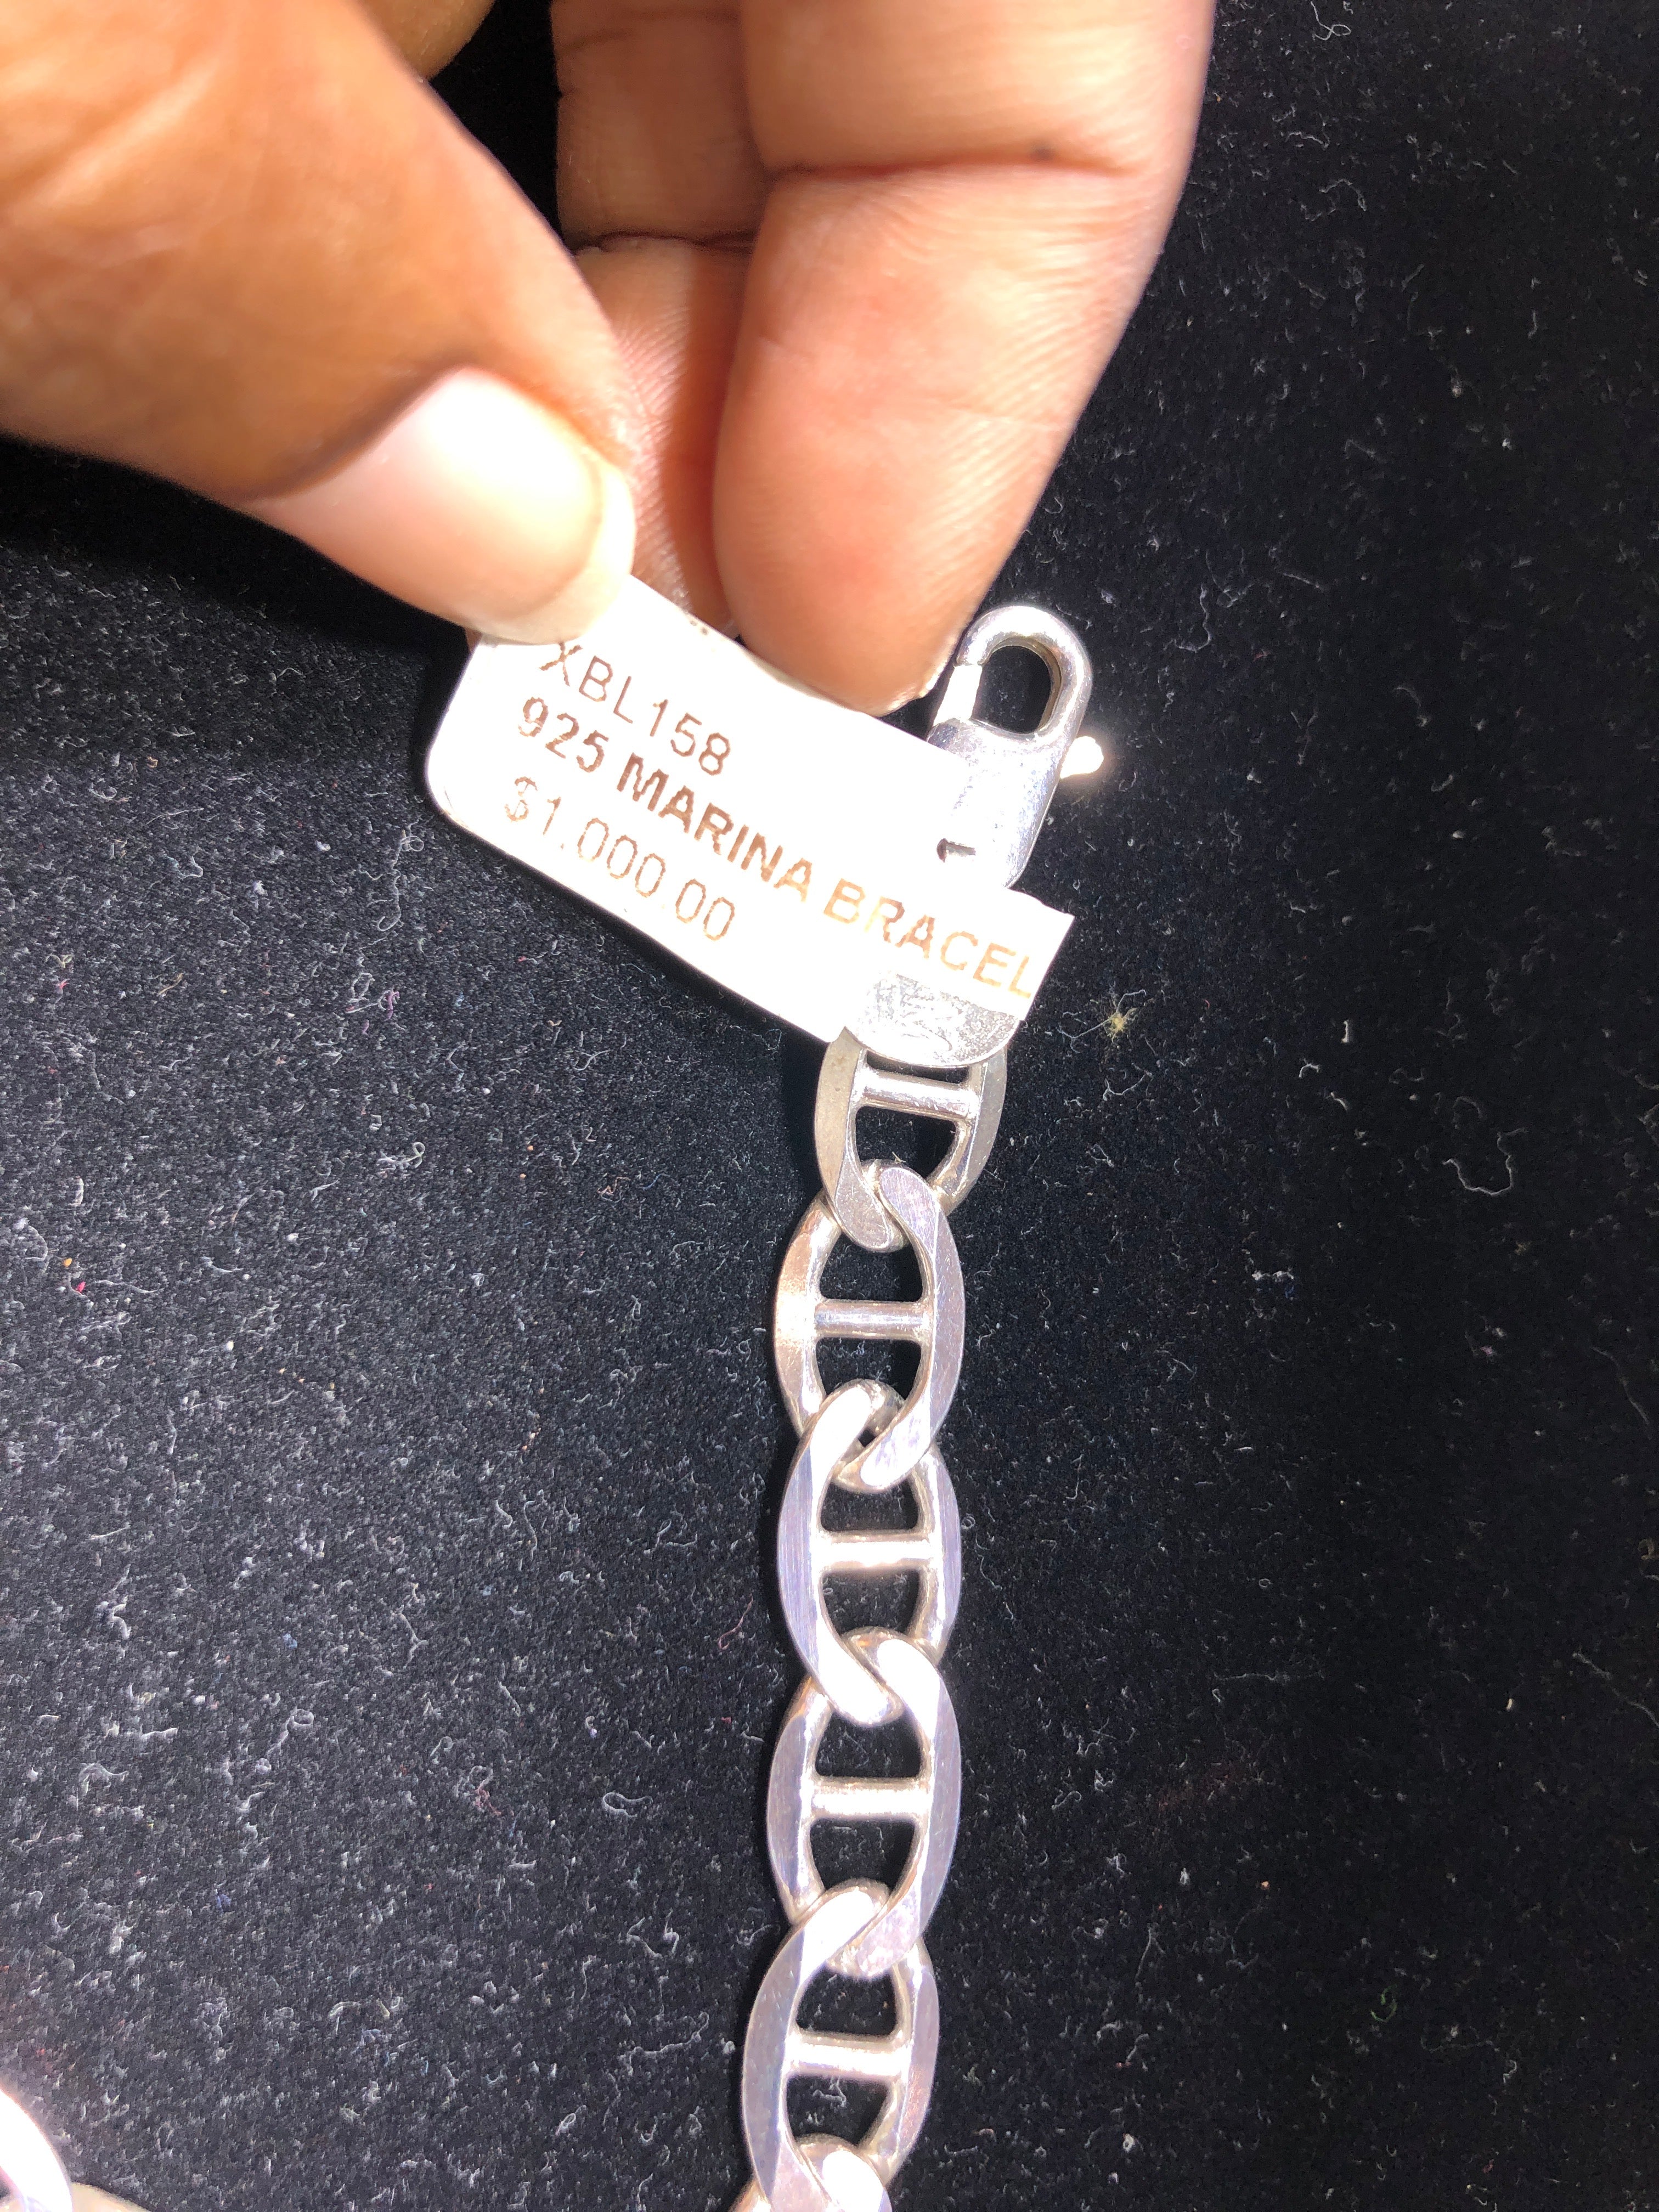 XBL158
925 MARINA BRACEL
$1,000.00